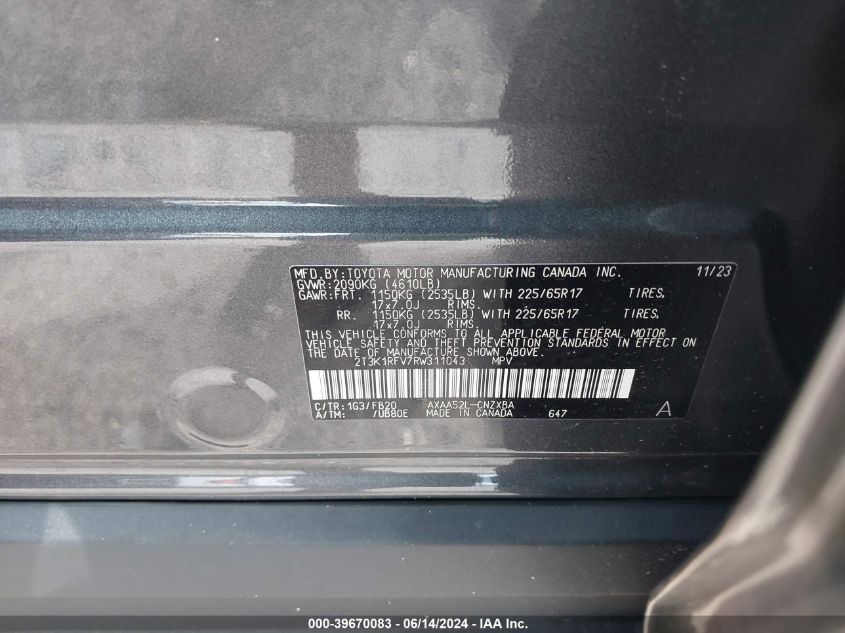 MFD.BY:TOYOTA MOTOR MANUFACTURING CANADA INC. 11/23
GVWR:2090KG (4610LB)
GAWR:FRT. 1150KG (2535LB) WITH 225/65R17 TIRES,
17x7.0J RIMS.
RR. 1150KG (2535LB) WITH 225/65R17 TIRES,
17x7.0J RIMS.
THIS VEHICLE CONFORMS TO ALL APPLICABLE FEDERAL MOTOR
VEHICLE SAFETY AND THEFT PREVENTION STANDARDS IN EFFECT ON
THE DATE OF MANUFACTURE SHOWN ABOVE.
2T3K1RFV7RW311043 MPV
C/TR:1G3/FB20 AXAA52L-CNZXBA
A/TM: /UB80E MADE IN CANADA 647 A
000-39670083 - 06/14/2024 - IAA Inc.